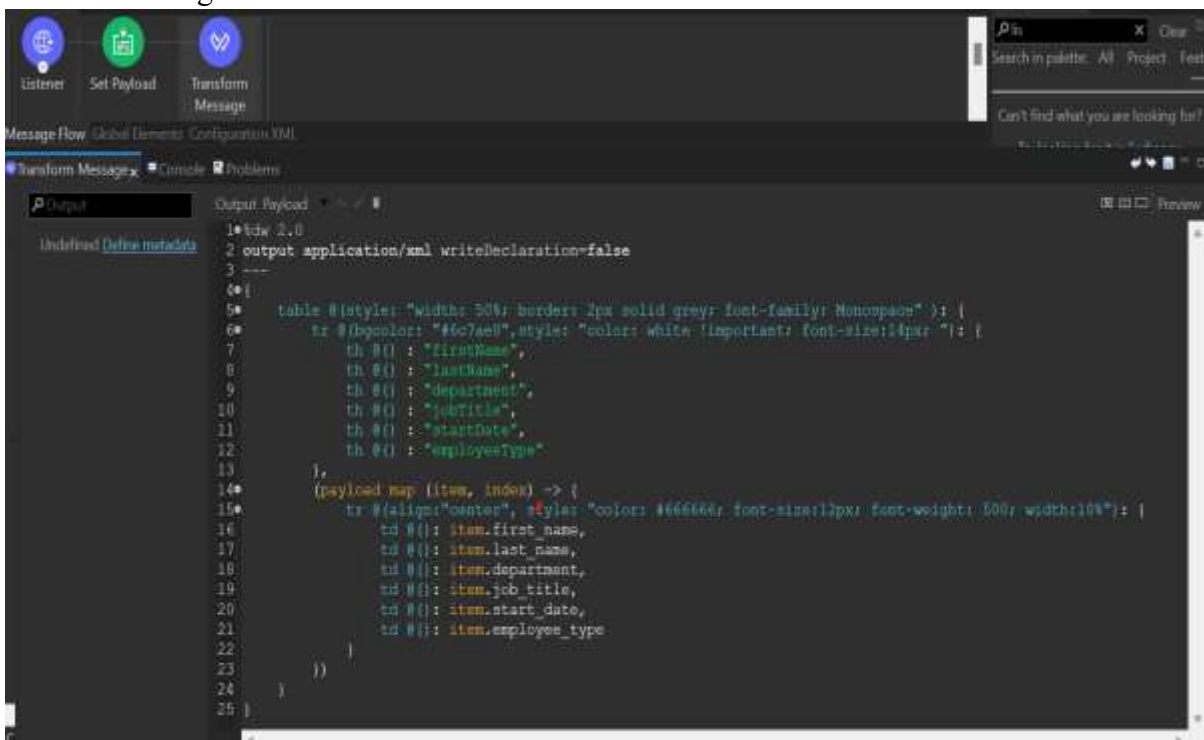 Listener
Set Payload
Transform
Message
Clear
Search in palette: All Project Feat
Can't find what you are looking for?
Message Flow Global Elements Configuration XML
Transform Message x Console Problems
Output
Output Payload
Preview
Undefined Define metadata
1 %dw 2.0
2 output application/xml writeDeclaration=false
3 ---
4 {
5 table @(style: "width: 50%; border: 2px solid grey; font-family: Monospace" ): {
6 tr @(bgcolor: "#6c7ae0",style: "color: white !important; font-size:14px; "): {
7 th @() : "firstName",
8 th @() : "lastName",
9 th @() : "department",
10 th @() : "jobTitle",
11 th @() : "startDate",
12 th @() : "employeeType"
13 },
14 (payload map (item, index) -> {
15 tr @(align:"center", style: "color: #666666; font-size:12px; font-weight: 500; width:10%"): {
16 td @(): item.first_name,
17 td @(): item.last_name,
18 td @(): item.department,
19 td @(): item.job_title,
20 td @(): item.start_date,
21 td @(): item.employee_type
22 }
23 })
24 }
25 }